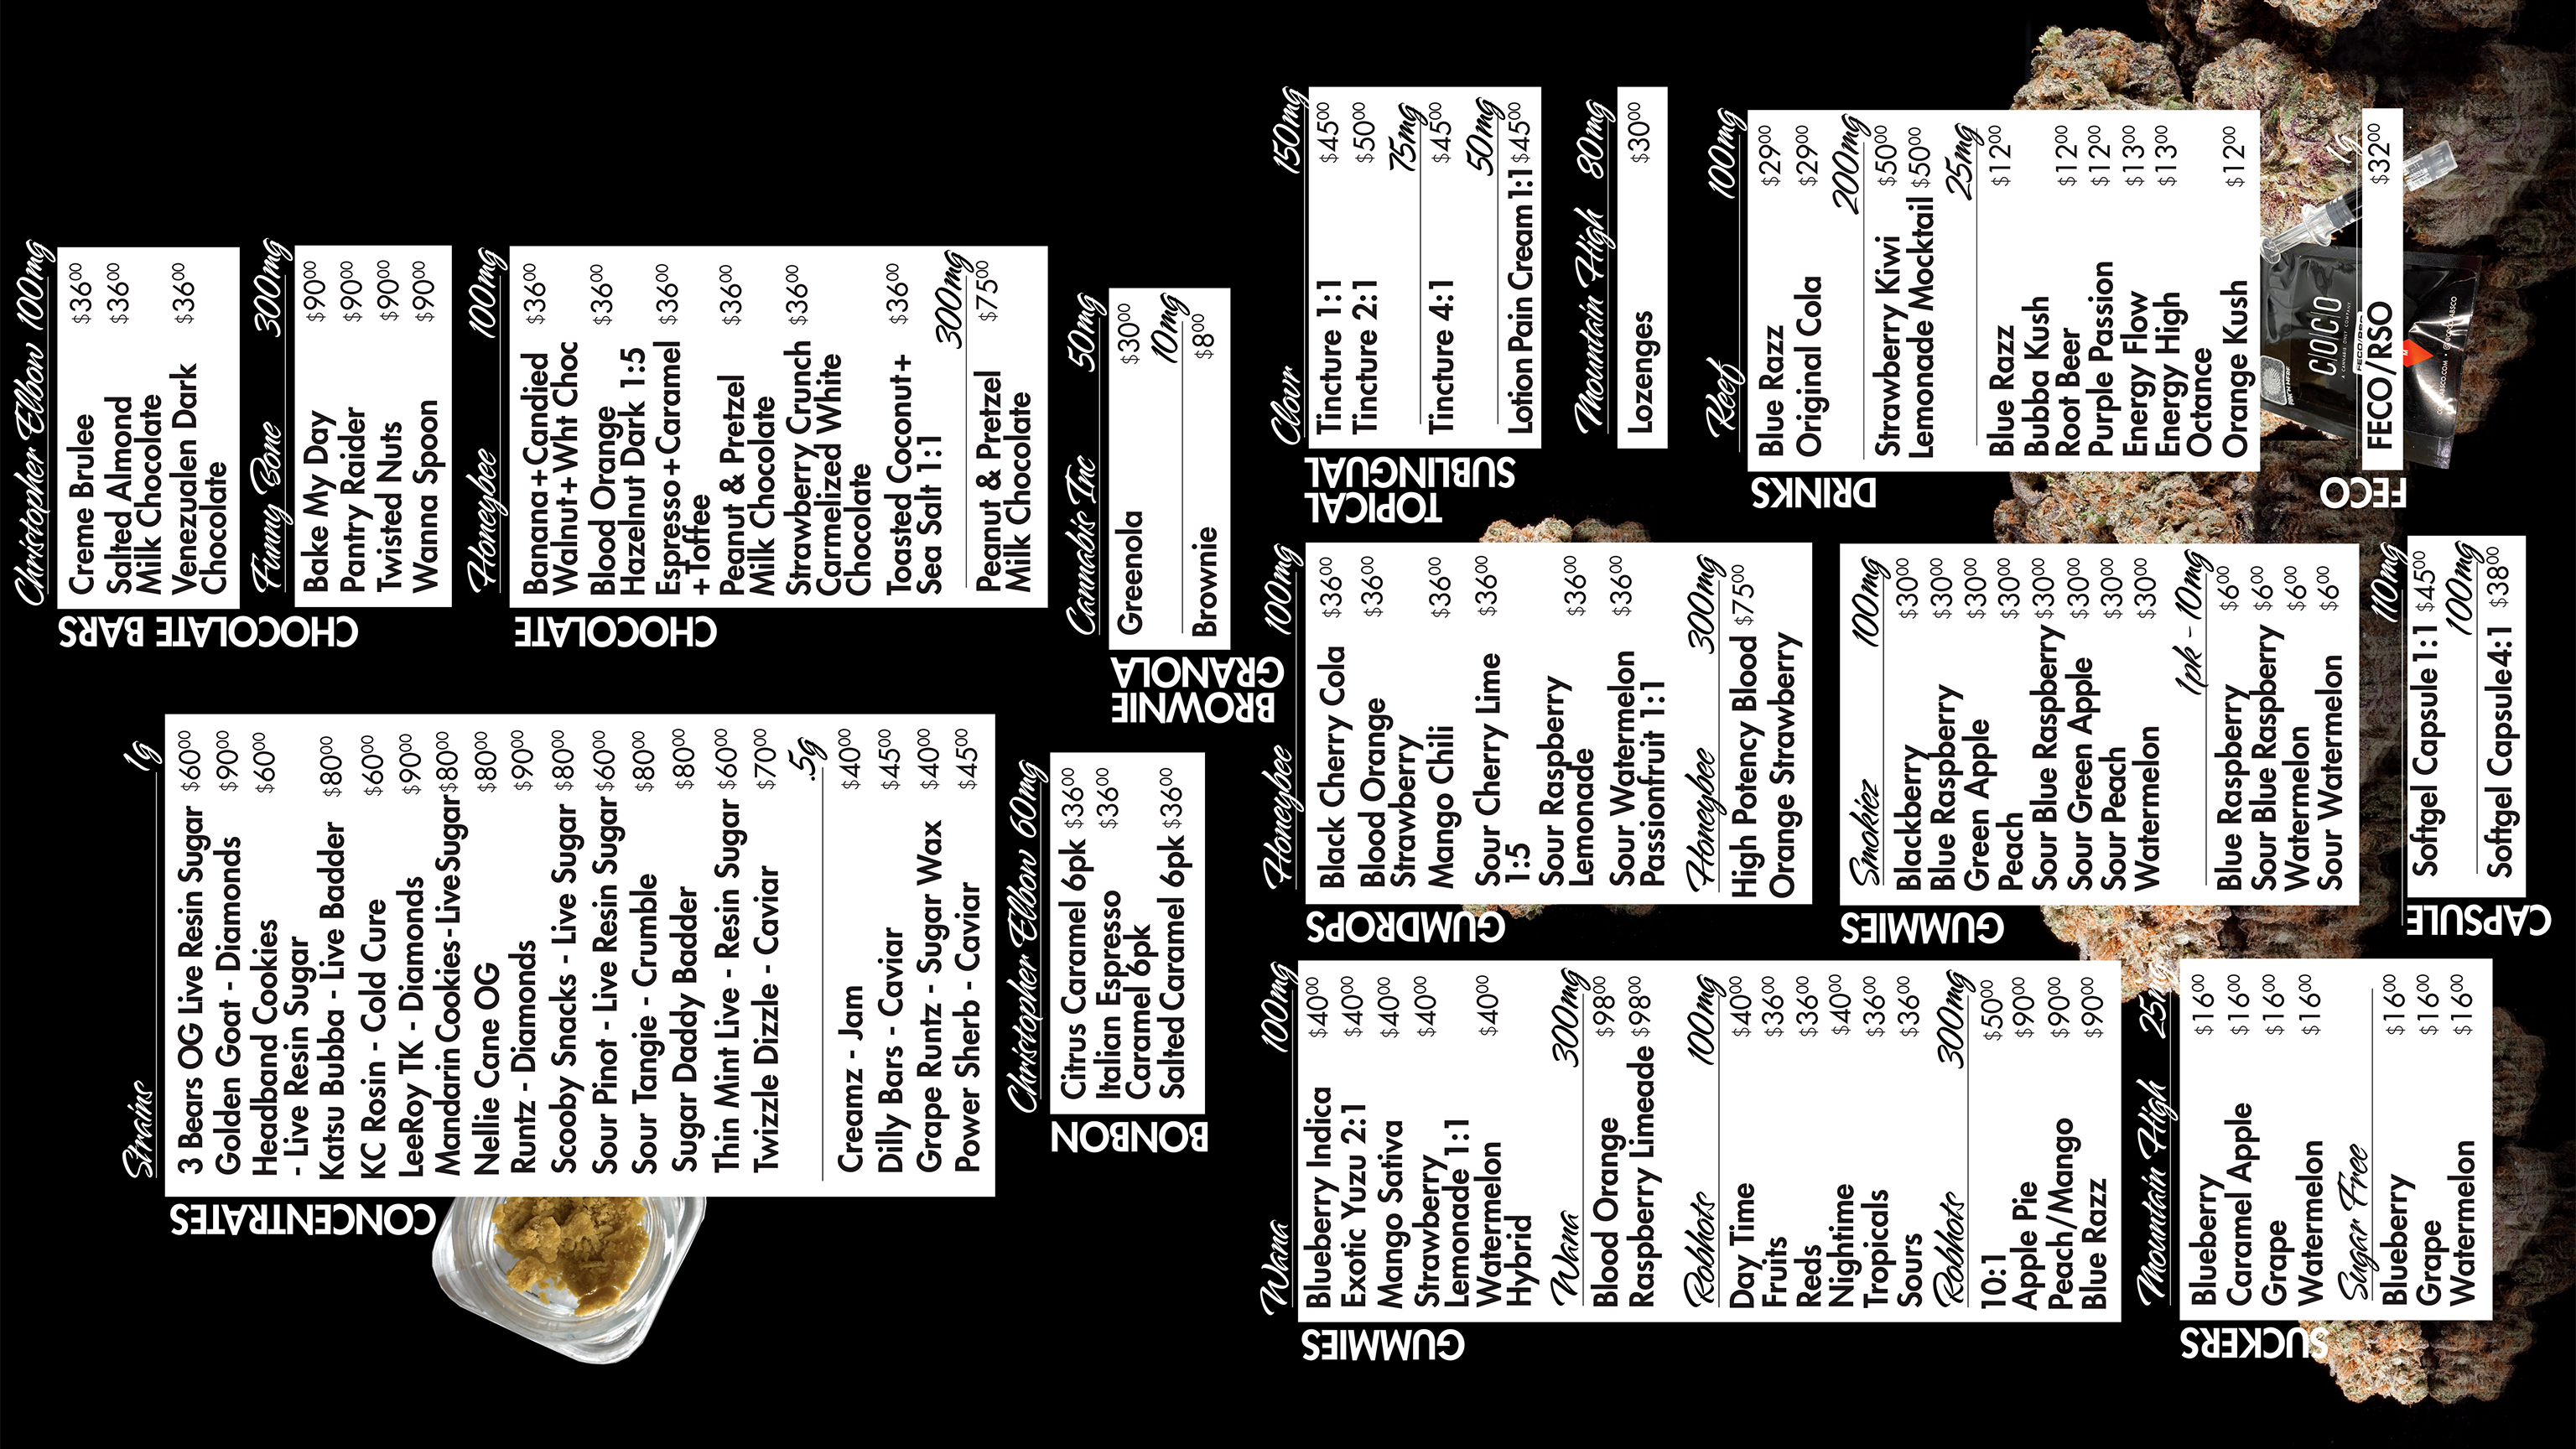 CONCENTRATES
Strains 1g
3 Bears OG Live Resin Sugar $60.00
Golden Goat - Diamonds $90.00
Headband Cookies $60.00
- Live Resin Sugar
Katsu Bubba - Live Badder $80.00
KC Rosin - Cold Cure $60.00
LeeRoy TK - Diamonds $90.00
Mandarin Cookies-LiveSugar $80.00
Nellie Cane OG $80.00
Runtz - Diamonds $90.00
Scooby Snacks - Live Sugar $80.00
Sour Pinot - Live Resin Sugar $60.00
Sour Tangie - Crumble $80.00
Sugar Daddy Badder $80.00
Thin Mint Live - Resin Sugar $60.00
Twizzle Dizzle - Caviar $70.00
.5g
Creamz - Jam $40.00
Dilly Bars - Caviar $45.00
Grape Runtz - Sugar Wax $40.00
Power Sherb - Caviar $45.00
BONBON
Christopher Elbow 60mg
Citrus Caramel 6pk $36.00
Italian Espresso $36.00
Caramel 6pk
Salted Caramel 6pk $36.00
CHOCOLATE BARS
Christopher Elbow 100mg
Creme Brulee $36.00
Salted Almond $36.00
Milk Chocolate
Venezualen Dark $36.00
Chocolate
Funny Bone 300mg
Bake My Day $90.00
Pantry Raider $90.00
Twisted Nuts $90.00
Wanna Spoon $90.00
CHOCOLATE
Honeybee 100mg
Banana+Candied $36.00
Walnut+Wht Choc
Blood Orange $36.00
Hazelnut Dark 1:5
Espresso+Caramel $36.00
+Toffee
Peanut & Pretzel $36.00
Milk Chocolate
Strawberry Crunch $36.00
Carmelized White
Chocolate
Toasted Coconut+ $36.00
Sea Salt 1:1
300mg
Peanut & Pretzel $75.00
Milk Chocolate
BROWNIE
GRANOLA
Cannabis Inc 50mg
Greenola $30.00
10mg
Brownie $8.00
GUMMIES
Wana 100mg
Blueberry Indica $40.00
Exotic Yuzu 2:1 $40.00
Mango Sativa $40.00
Strawberry $40.00
Lemonade 1:1
Watermelon $40.00
Hybrid
Wana 300mg
Blood Orange $98.00
Raspberry Limeade $98.00
Robhots 100mg
Day Time $40.00
Fruits $36.00
Reds $36.00
Nightime $40.00
Tropicals $36.00
Sours $36.00
Robhots 300mg
10:1 $50.00
Apple Pie $90.00
Peach/Mango $90.00
Blue Razz $90.00
SUCKERS
Mountain High 25mg
Blueberry $16.00
Caramel Apple $16.00
Grape $16.00
Watermelon $16.00
Sugar Free
Blueberry $16.00
Grape $16.00
Watermelon $16.00
GUMDROPS
Honeybee 100mg
Black Cherry Cola $36.00
Blood Orange $36.00
Strawberry
Mango Chili $36.00
Sour Cherry Lime $36.00
1:5
Sour Raspberry $36.00
Lemonade
Sour Watermelon $36.00
Passionfruit 1:1
Honeybee 300mg
High Potency Blood $75.00
Orange Strawberry
GUMMIES
Smokiez 100mg
Blackberry $30.00
Blue Raspberry $30.00
Green Apple $30.00
Peach $30.00
Sour Blue Raspberry $30.00
Sour Green Apple $30.00
Sour Peach $30.00
Watermelon $30.00
1pk - 10mg
Blue Raspberry $6.00
Sour Blue Raspberry $6.00
Watermelon $6.00
Sour Watermelon $6.00
CAPSULE
110mg
Softgel Capsule 1:1 $45.00
100mg
Softgel Capsule4:1 $38.00
TOPICAL
SUBLINGUAL
Clovr 150mg
Tincture 1:1 $45.00
Tincture 2:1 $50.00
75mg
Tincture 4:1 $45.00
50mg
Lotion Pain Cream 1:1 $45.00
Mountain High 80mg
Lozenges $30.00
DRINKS
Keef 100mg
Blue Razz $29.00
Original Cola $29.00
200mg
Strawberry Kiwi $50.00
Lemonade Mocktail $50.00
25mg
Blue Razz $12.00
Bubba Kush
Root Beer $12.00
Purple Passion $12.00
Energy Flow $13.00
Energy High $13.00
Octance
Orange Kush $12.00
FECO
1g
FECO/RSO $32.00
C|O|C|O
A CANNABIS ONLY COMPANY
FECO/RSO